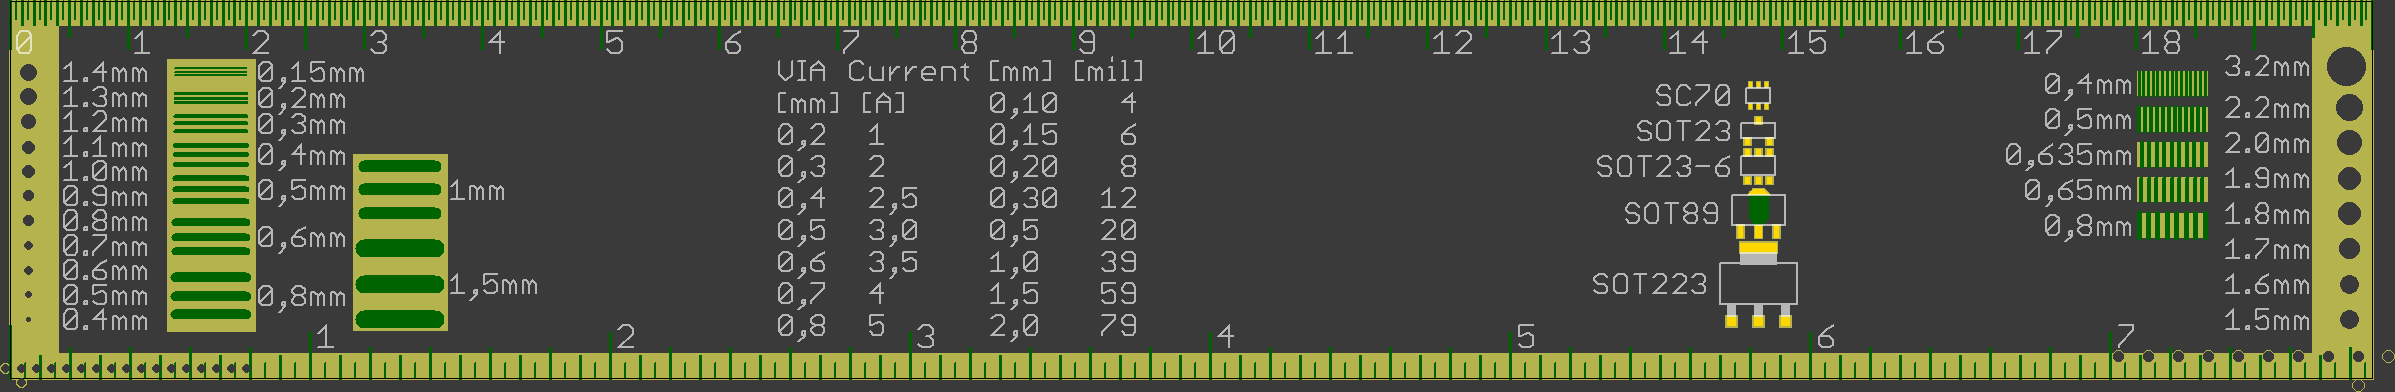 0 1 2 3 4 5 6 7 8 9 10 11 12 13 14 15 16 17 18
1.4mm
1.3mm
1.2mm
1.1mm
1.0mm
0.9mm
0.8mm
0.7mm
0.6mm
0.5mm
0.4mm
0,15mm
0,2mm
0,3mm
0,4mm
0,5mm
0,6mm
0,8mm
1mm
1,5mm
VIA Current [mm] [mil]
[mm] [A] 0,10 4
0,2 1 0,15 6
0,3 2 0,20 8
0,4 2,5 0,30 12
0,5 3,0 0,5 20
0,6 3,5 1,0 39
0,7 4 1,5 59
0,8 5 2,0 79
SC70
SOT23
SOT23-6
SOT89
SOT223
0,4mm
0,5mm
0,635mm
0,65mm
0,8mm
3.2mm
2.2mm
2.0mm
1.9mm
1.8mm
1.7mm
1.6mm
1.5mm
1 2 3 4 5 6 7